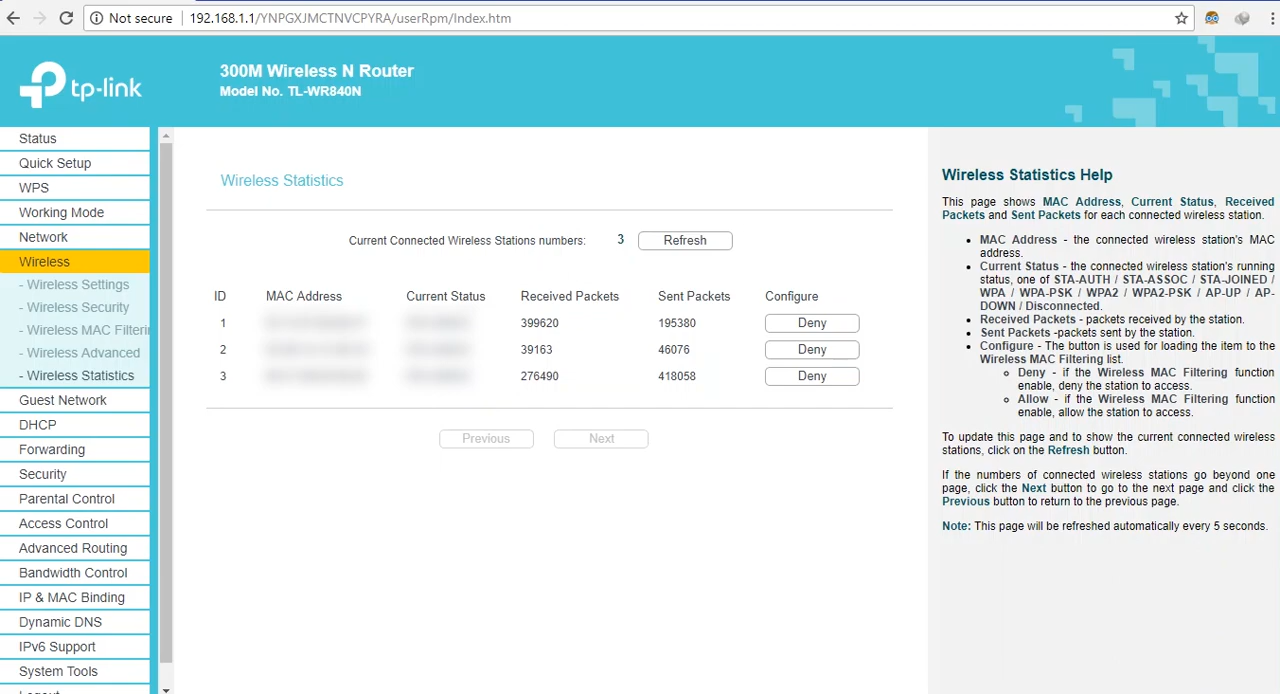 Not secure | 192.168.1.1/YNPGXJMCTNVCPYRA/userRpm/Index.htm
tp-link
300M Wireless N Router
Model No. TL-WR840N
Status
Quick Setup
WPS
Working Mode
Network
Wireless
- Wireless Settings
- Wireless Security
- Wireless MAC Filterin
- Wireless Advanced
- Wireless Statistics
Guest Network
DHCP
Forwarding
Security
Parental Control
Access Control
Advanced Routing
Bandwidth Control
IP & MAC Binding
Dynamic DNS
IPv6 Support
System Tools
Logout
Wireless Statistics
Current Connected Wireless Stations numbers: 3 Refresh
ID MAC Address Current Status Received Packets Sent Packets Configure
1 399620 195380 Deny
2 39163 46076 Deny
3 276490 418058 Deny
Previous Next
Wireless Statistics Help
This page shows MAC Address, Current Status, Received
Packets and Sent Packets for each connected wireless station.
• MAC Address - the connected wireless station's MAC
address.
• Current Status - the connected wireless station's running
status, one of STA-AUTH / STA-ASSOC / STA-JOINED /
WPA / WPA-PSK / WPA2 / WPA2-PSK / AP-UP / AP-
DOWN / Disconnected.
• Received Packets - packets received by the station.
• Sent Packets -packets sent by the station.
• Configure - The button is used for loading the item to the
Wireless MAC Filtering list.
Deny - if the Wireless MAC Filtering function
enable, deny the station to access.
Allow - if the Wireless MAC Filtering function
enable, allow the station to access.
To update this page and to show the current connected wireless
stations, click on the Refresh button.
If the numbers of connected wireless stations go beyond one
page, click the Next button to go to the next page and click the
Previous button to return to the previous page.
Note: This page will be refreshed automatically every 5 seconds.